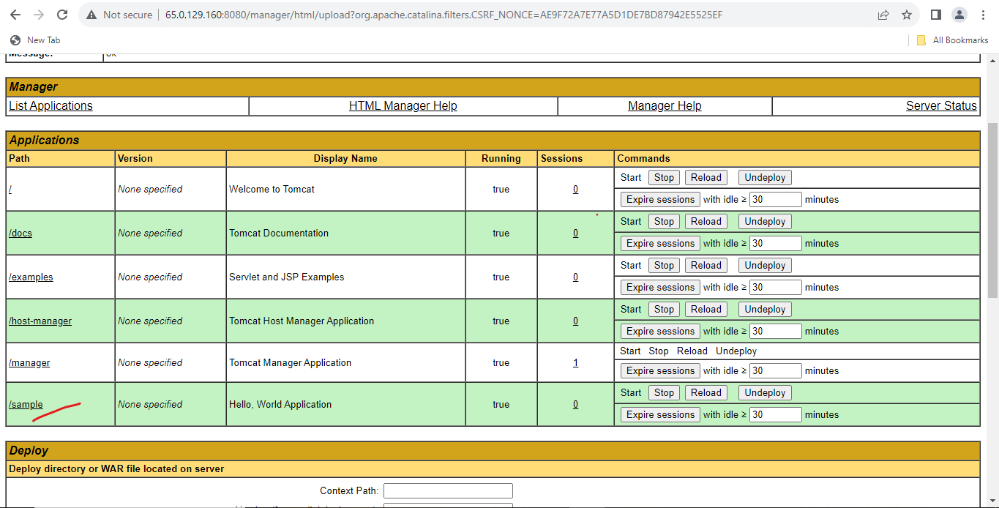 Not secure 65.0.129.160:8080/manager/html/upload?org.apache.catalina.filters.CSRF_NONCE=AE9F72A7E77A5D1DE7BD87942E5525EF
New Tab All Bookmarks
Message: OK
Manager
List Applications HTML Manager Help Manager Help Server Status
Applications
Path Version Display Name Running Sessions Commands
/ None specified Welcome to Tomcat true 0 Start Stop Reload Undeploy
Expire sessions with idle ≥ 30 minutes
/docs None specified Tomcat Documentation true 0 Start Stop Reload Undeploy
Expire sessions with idle ≥ 30 minutes
/examples None specified Servlet and JSP Examples true 0 Start Stop Reload Undeploy
Expire sessions with idle ≥ 30 minutes
/host-manager None specified Tomcat Host Manager Application true 0 Start Stop Reload Undeploy
Expire sessions with idle ≥ 30 minutes
/manager None specified Tomcat Manager Application true 1 Start Stop Reload Undeploy
Expire sessions with idle ≥ 30 minutes
/sample None specified Hello, World Application true 0 Start Stop Reload Undeploy
Expire sessions with idle ≥ 30 minutes
Deploy
Deploy directory or WAR file located on server
Context Path: